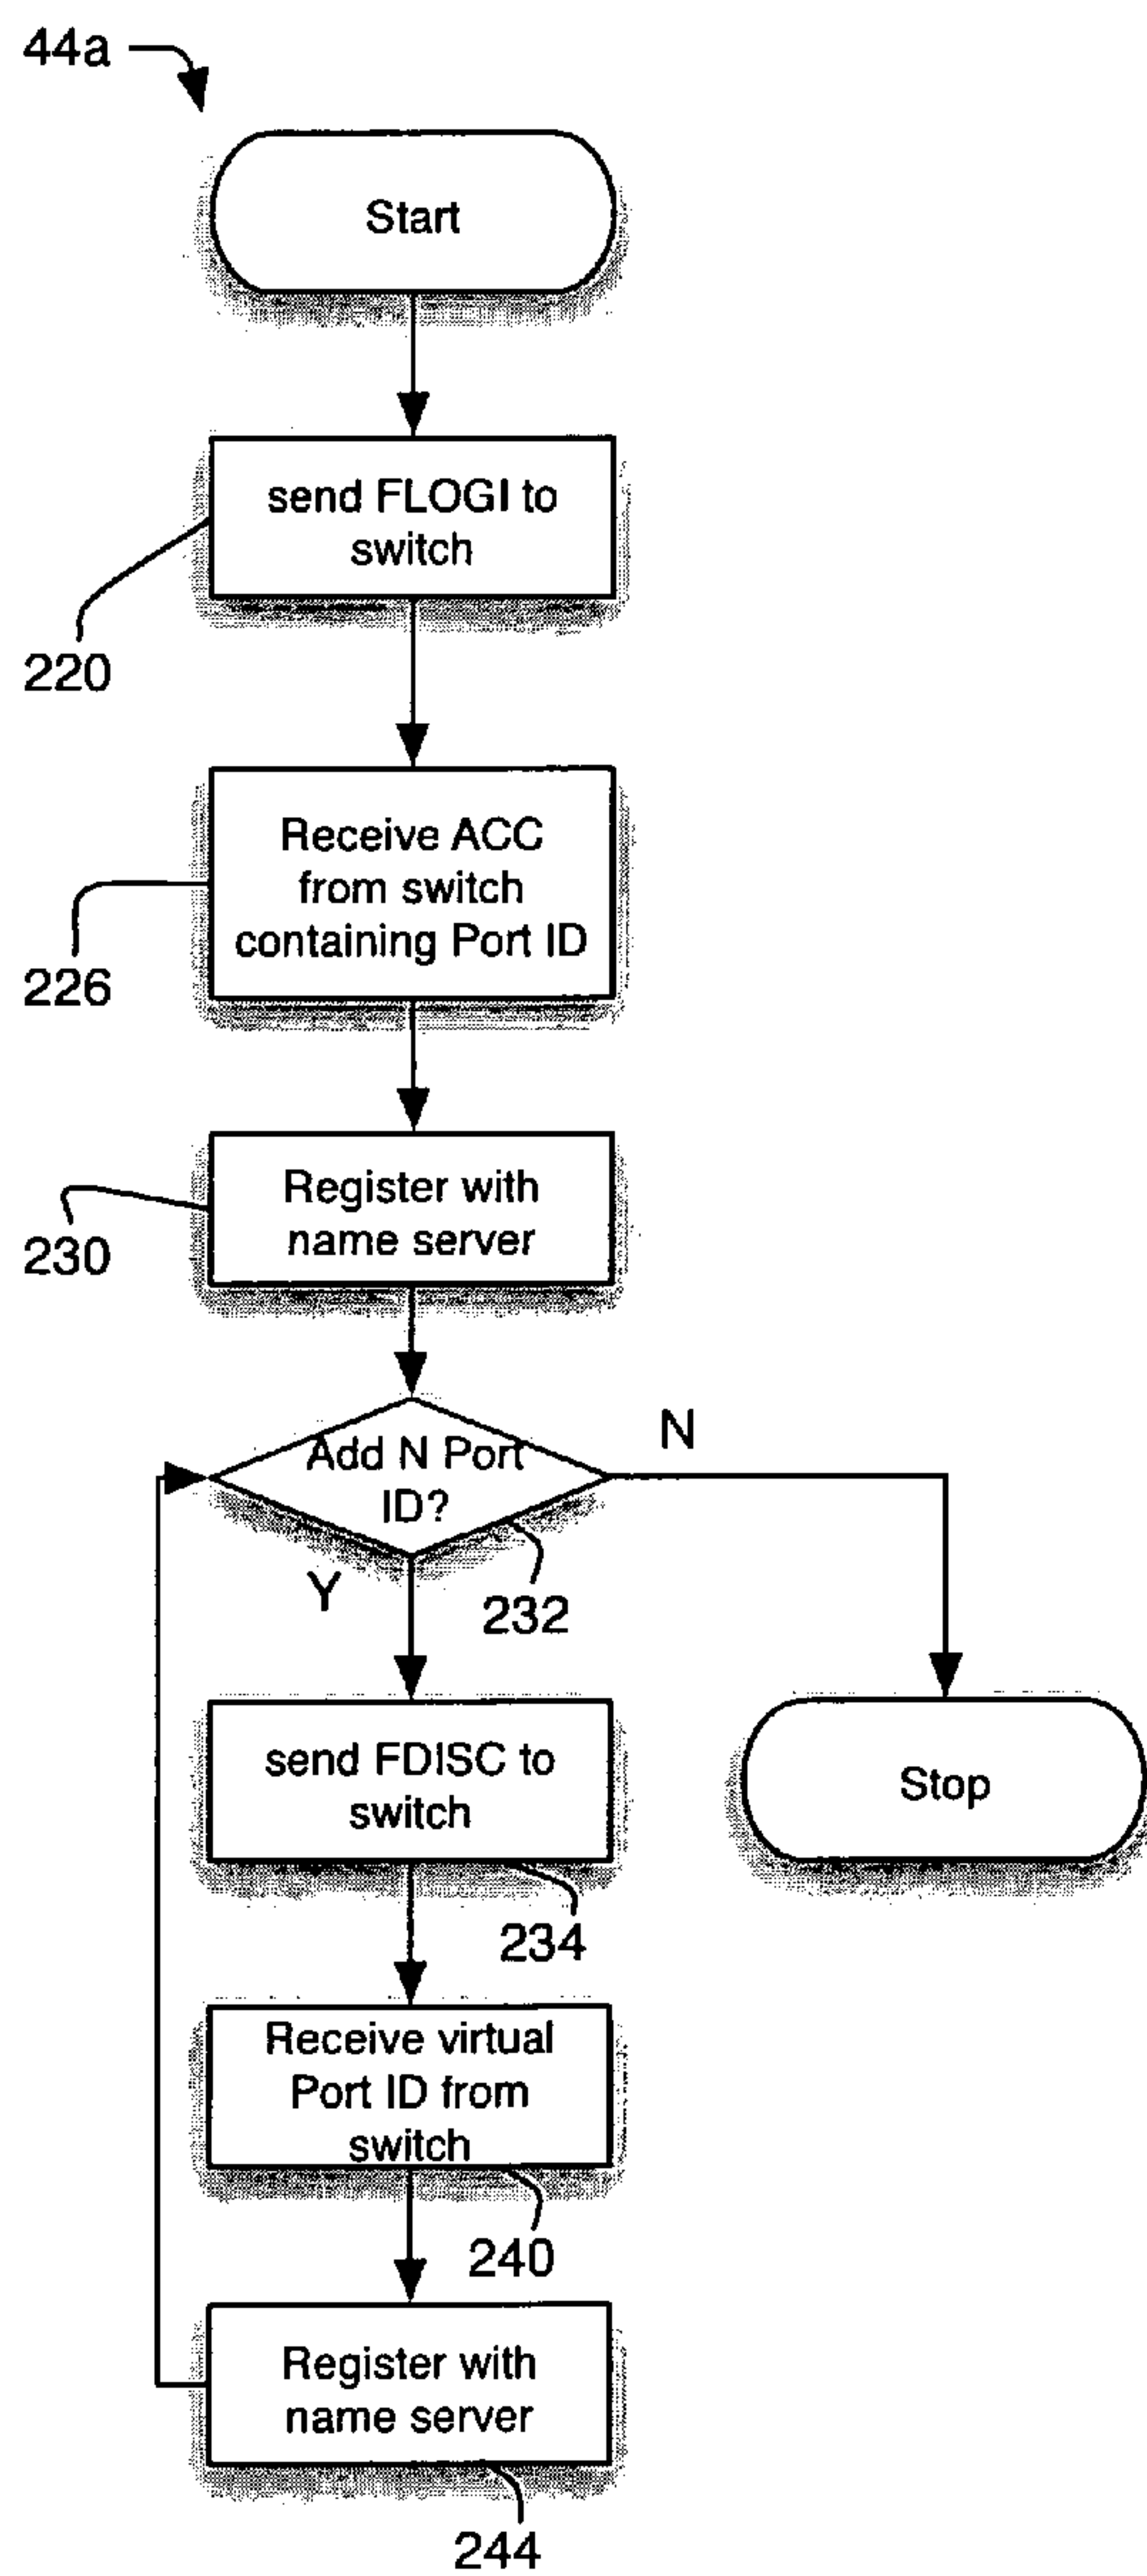 44a
Start
send FLOGI to
switch
220
Receive ACC
from switch
containing Port ID
226
Register with
name server
230
Add N Port
ID?
N
Y
232
send FDISC to
switch
Stop
234
Receive virtual
Port ID from
switch
240
Register with
name server
244